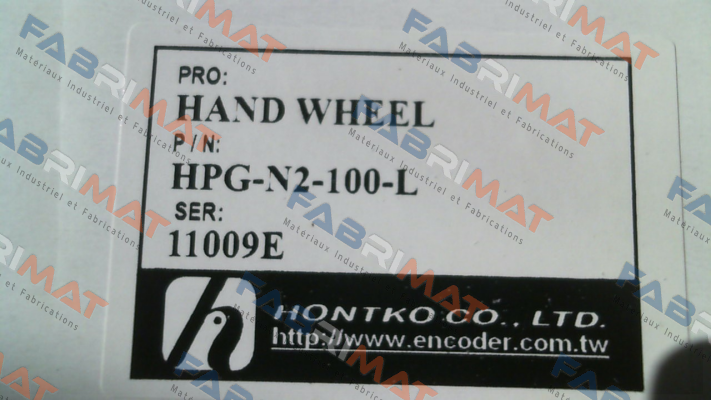 PRO:
HAND WHEEL
P/N:
HPG-N2-100-L
SER:
11009E
HONTKO CO., LTD.
http://www.encoder.com.tw
FABRIMAT
Matériaux Industriel et Fabrications